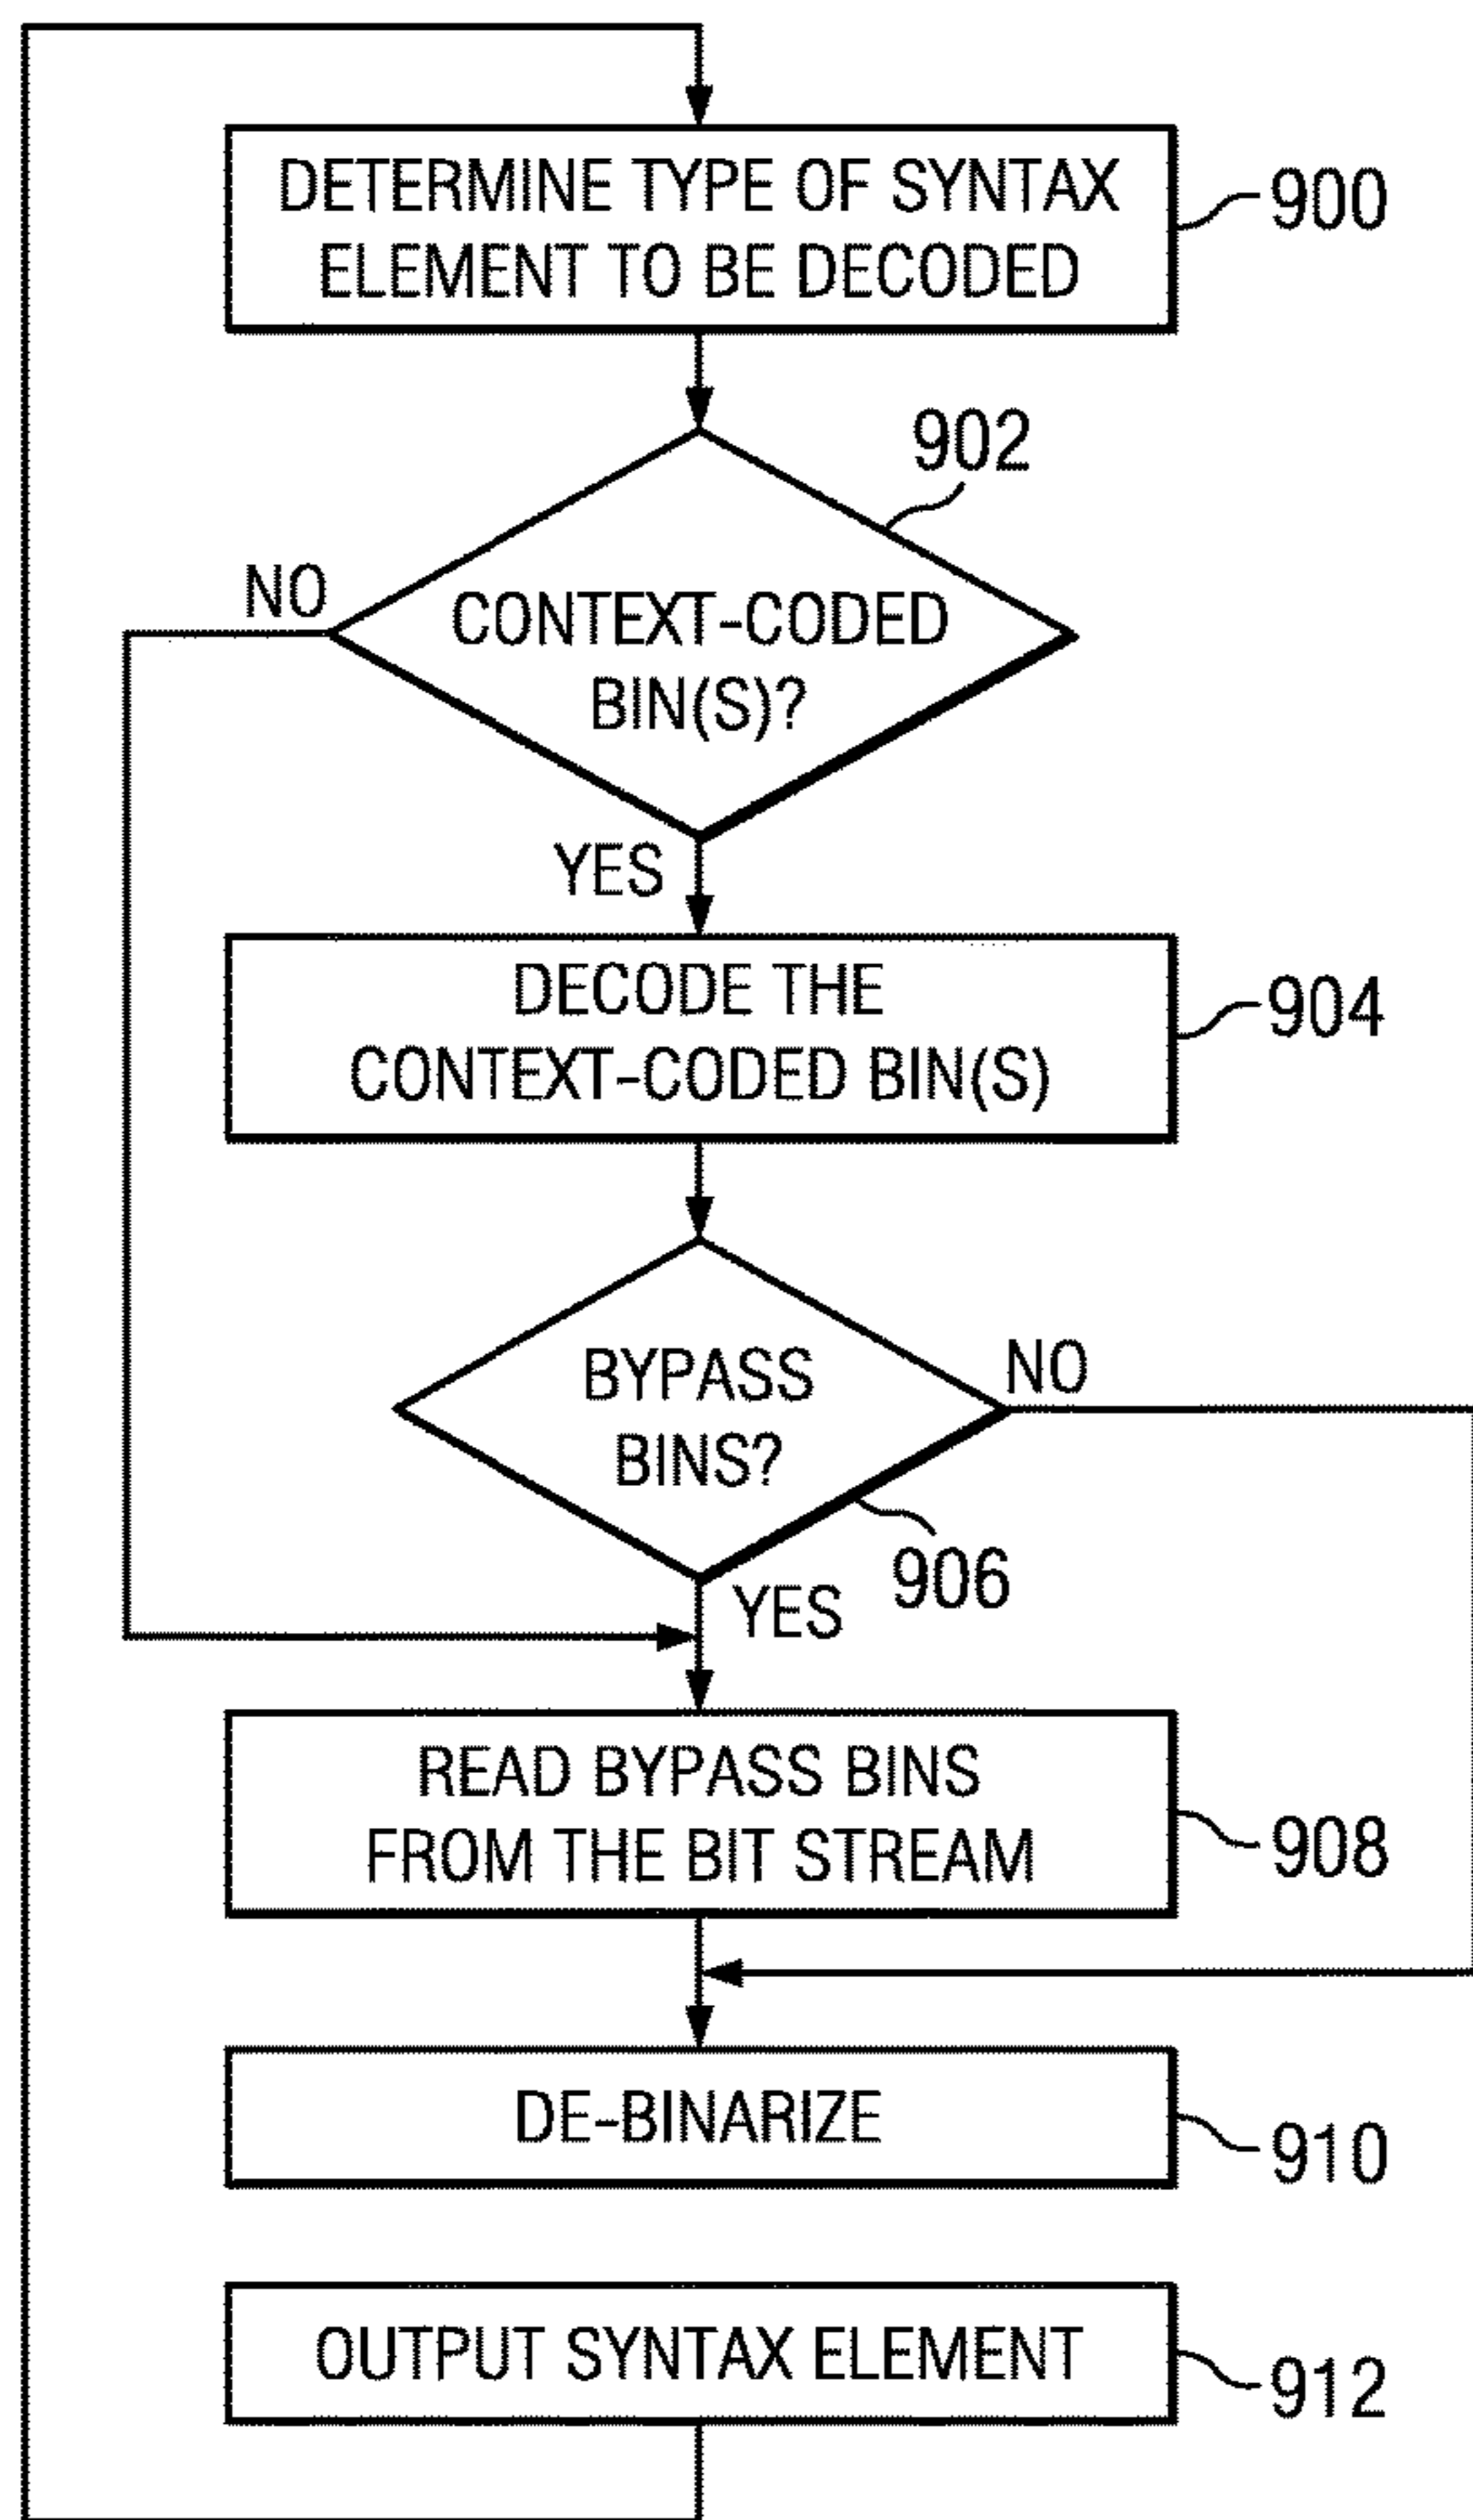 DETERMINE TYPE OF SYNTAX
ELEMENT TO BE DECODED
900
902
NO
CONTEXT-CODED
BIN(S)?
YES
DECODE THE
CONTEXT-CODED BIN(S)
904
BYPASS
BINS?
NO
906
YES
READ BYPASS BINS
FROM THE BIT STREAM
908
DE-BINARIZE
910
OUTPUT SYNTAX ELEMENT
912